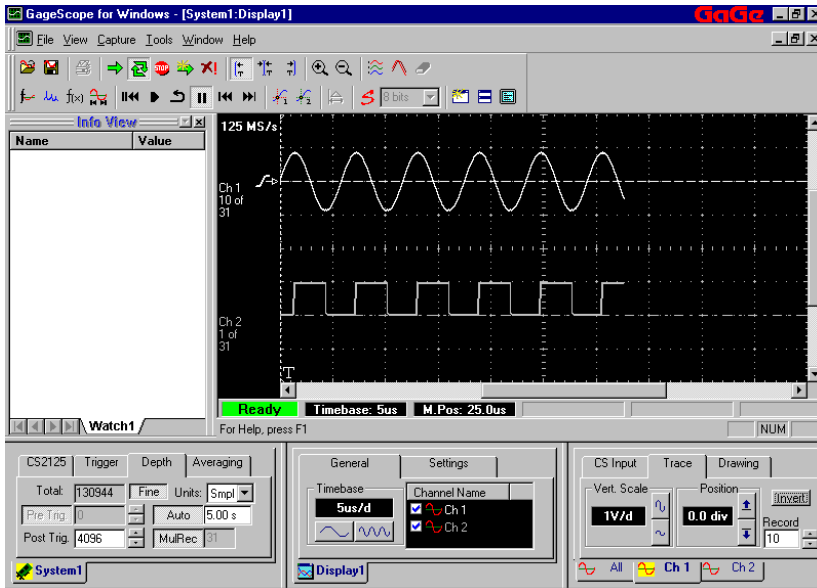 GageScope for Windows - [System1:Display1]
GaGe
File View Capture Tools Window Help
STOP
f(x)
1 2
8 bits
Info View
Name Value
Watch1
125 MS/s
Ch 1
10 of
31
Ch 2
1 of
31
T
Ready Timebase: 5us M.Pos: 25.0us
For Help, press F1
NUM
CS2125 Trigger Depth Averaging
Total: 130944 Fine Units: Smpl
Pre Trig. 0 Auto 5.00 s
Post Trig. 4096 MulRec 31
System1
General Settings
Timebase
5us/d
Channel Name
Ch 1
Ch 2
Display1
CS Input Trace Drawing
Vert. Scale
1V/d
Position
0.0 div
Invert
Record
10
All Ch 1 Ch 2